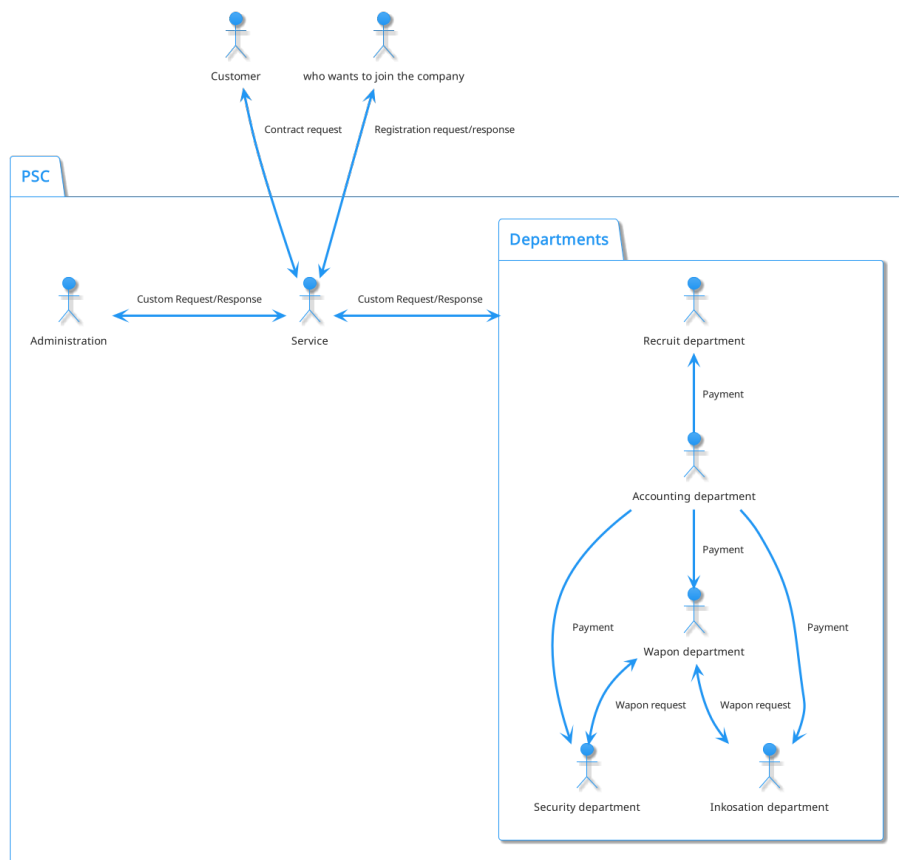 Customer
who wants to join the company
Contract request
Registration request/response
PSC
Departments
Custom Request/Response
Custom Request/Response
Administration
Service
Recruit department
Payment
Accounting department
Payment
Payment
Payment
Wapon department
Wapon request
Wapon request
Security department
Inkosation department